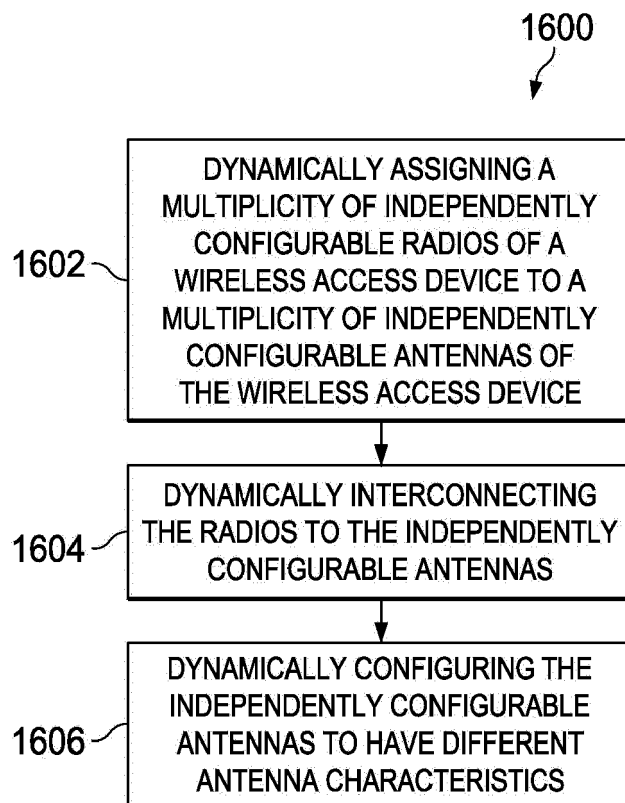 1600
1602
DYNAMICALLY ASSIGNING A
MULTIPLICITY OF INDEPENDENTLY
CONFIGURABLE RADIOS OF A
WIRELESS ACCESS DEVICE TO A
MULTIPLICITY OF INDEPENDENTLY
CONFIGURABLE ANTENNAS OF
THE WIRELESS ACCESS DEVICE
1604
DYNAMICALLY INTERCONNECTING
THE RADIOS TO THE INDEPENDENTLY
CONFIGURABLE ANTENNAS
1606
DYNAMICALLY CONFIGURING THE
INDEPENDENTLY CONFIGURABLE
ANTENNAS TO HAVE DIFFERENT
ANTENNA CHARACTERISTICS